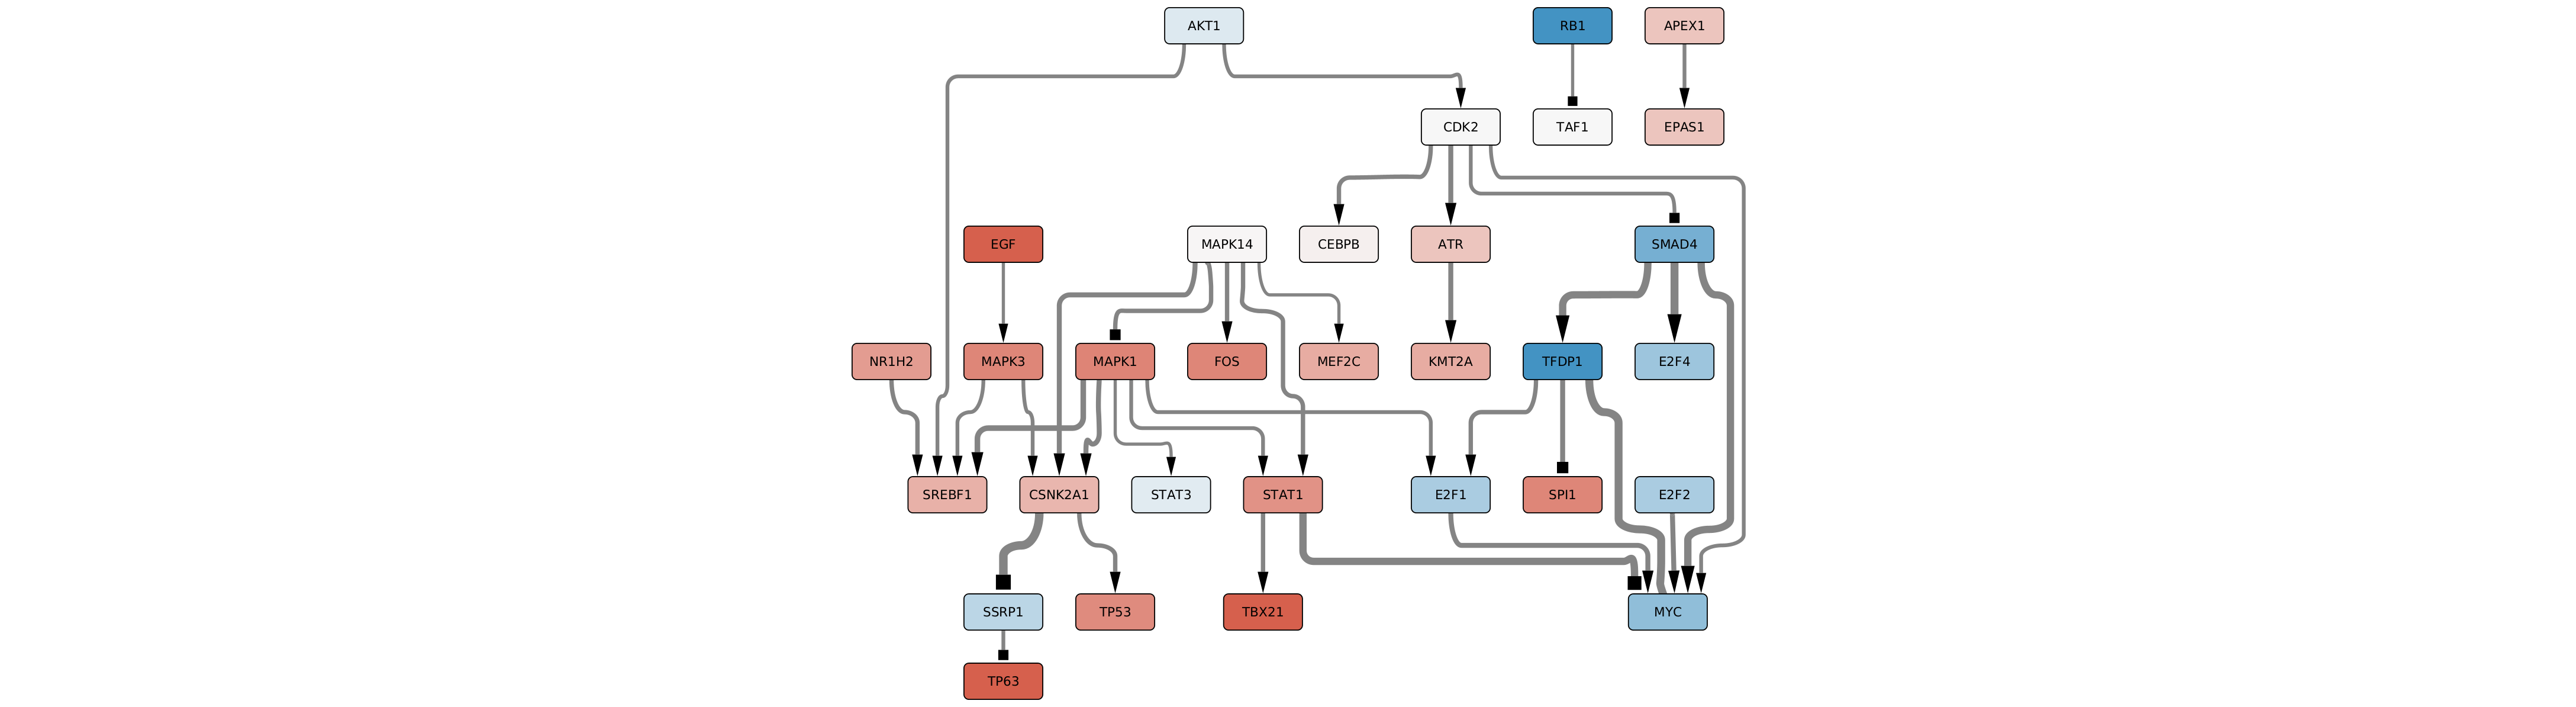 AKT1
RB1
APEX1
CDK2
TAF1
EPAS1
EGF
MAPK14
CEBPB
ATR
SMAD4
NR1H2
MAPK3
MAPK1
FOS
MEF2C
KMT2A
TFDP1
E2F4
SREBF1
CSNK2A1
STAT3
STAT1
E2F1
SPI1
E2F2
SSRP1
TP53
TBX21
MYC
TP63